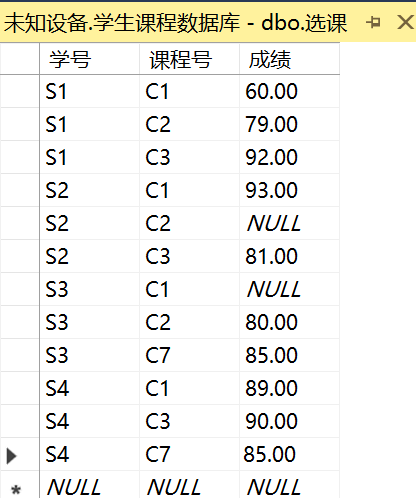 未知设备.学生课程数据库 - dbo.选课
学号 课程号 成绩
S1 C1 60.00
S1 C2 79.00
S1 C3 92.00
S2 C1 93.00
S2 C2 NULL
S2 C3 81.00
S3 C1 NULL
S3 C2 80.00
S3 C7 85.00
S4 C1 89.00
S4 C3 90.00
S4 C7 85.00
NULL NULL NULL